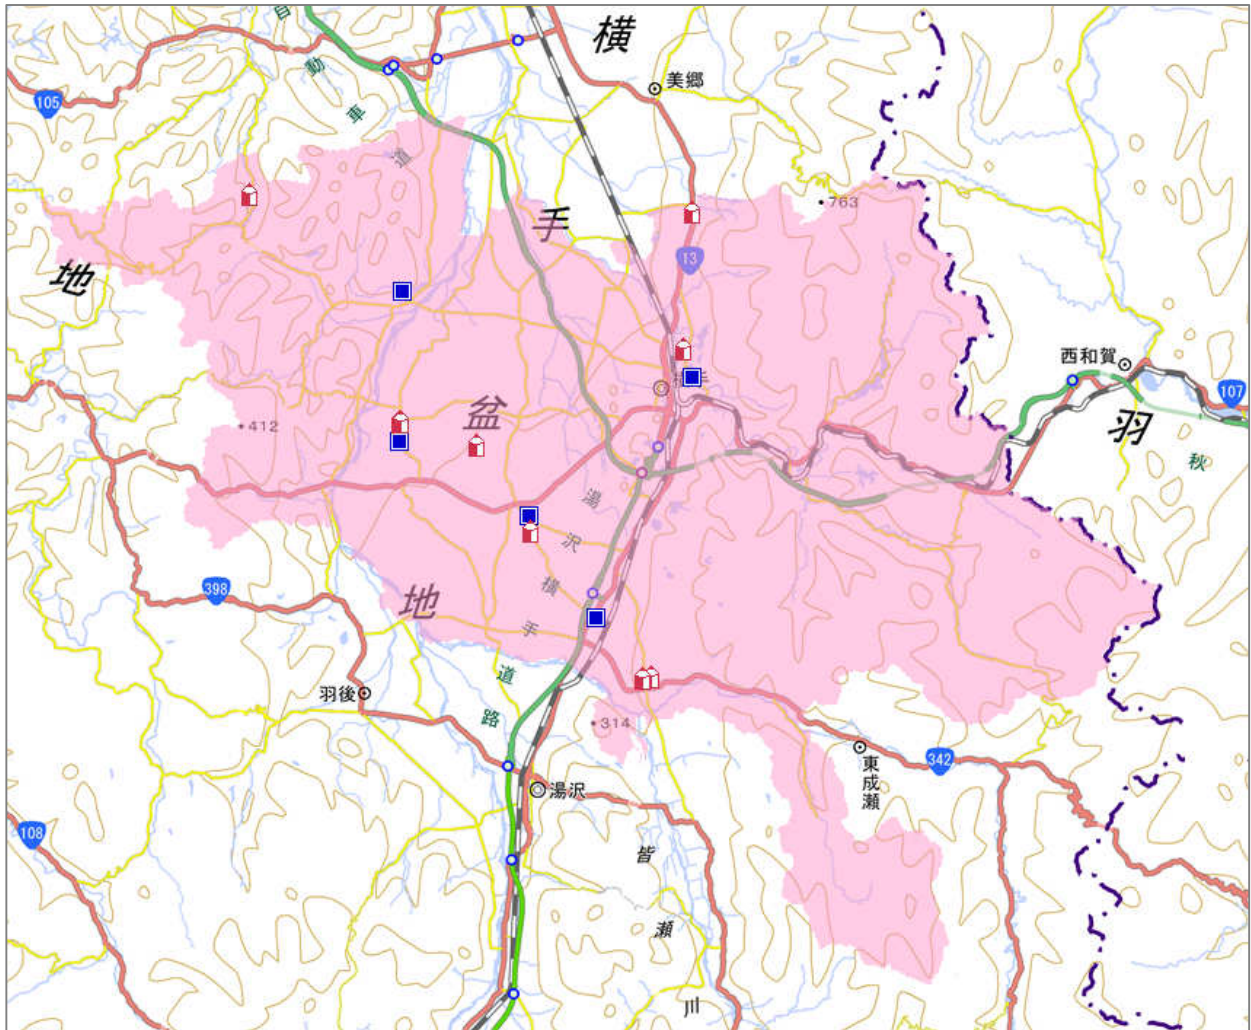 横
呂
動
車
道
美郷
105
763
手
地
13
西和賀
107
横手
412
盆
羽
秋
湯
沢
横
手
道
路
398
地
羽後
314
342
東成瀬
湯沢
108
皆
瀬
川